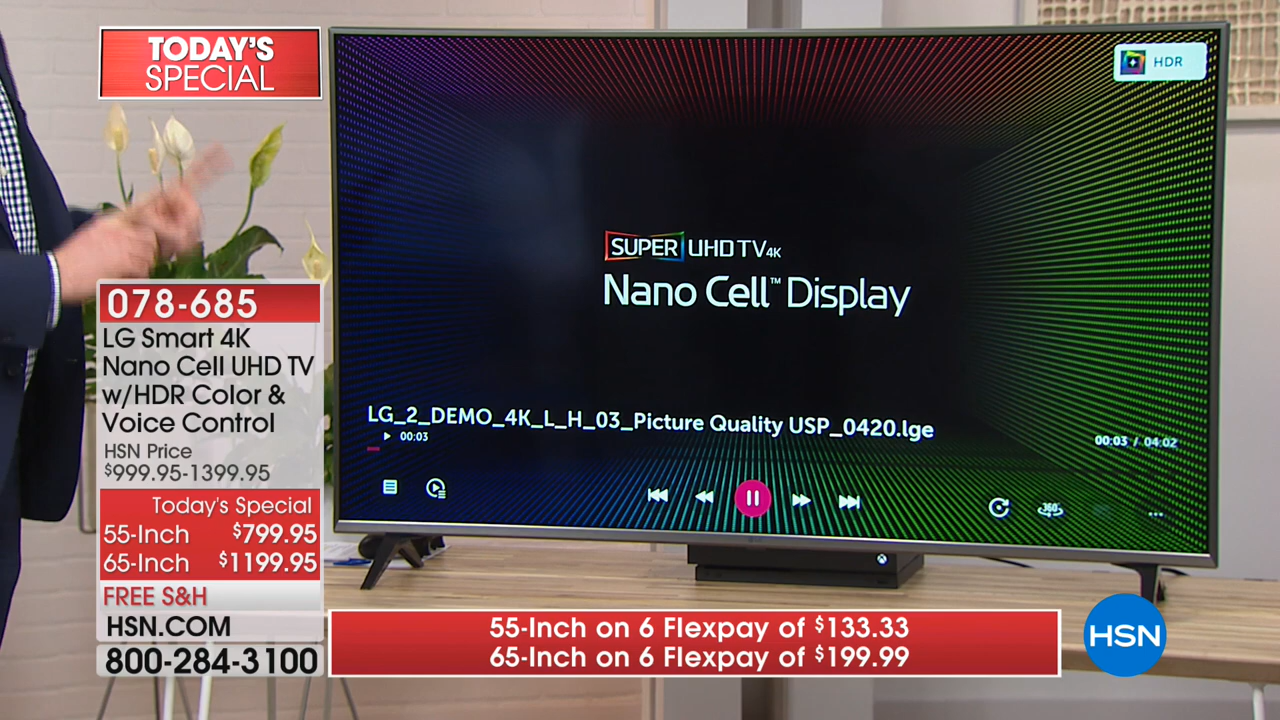 TODAY'S
SPECIAL
HDR
SUPER UHD TV 4K
Nano Cell™ Display
LG_2_DEMO_4K_L_H_03_Picture Quality USP_0420.lge
00:03
00:03 / 04:02
360
078-685
LG Smart 4K
Nano Cell UHD TV
w/HDR Color &
Voice Control
HSN Price
$999.95-1399.95
Today's Special
55-Inch $799.95
65-Inch $1199.95
FREE S&H
HSN.COM
800-284-3100
55-Inch on 6 Flexpay of $133.33
65-Inch on 6 Flexpay of $199.99
HSN